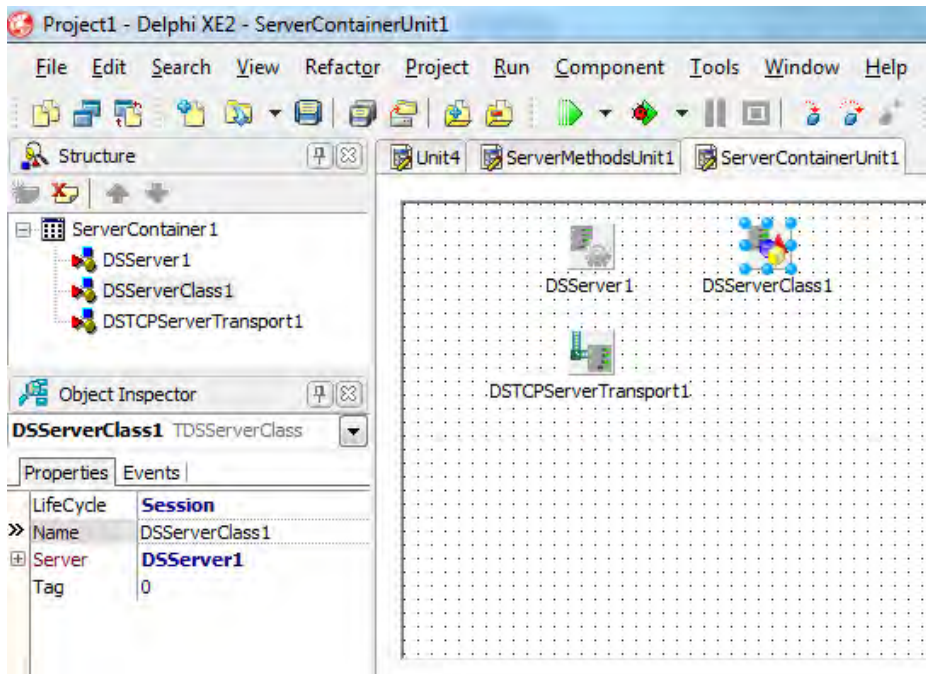 Project1 - Delphi XE2 - ServerContainerUnit1
File Edit Search View Refactor Project Run Component Tools Window Help
Structure
Unit4 ServerMethodsUnit1 ServerContainerUnit1
ServerContainer1
DSServer1
DSServerClass1
DSTCPServerTransport1
DSServer1 DSServerClass1
DSTCPServerTransport1
Object Inspector
DSServerClass1 TDSServerClass
Properties Events
LifeCycle Session
Name DSServerClass1
Server DSServer1
Tag 0